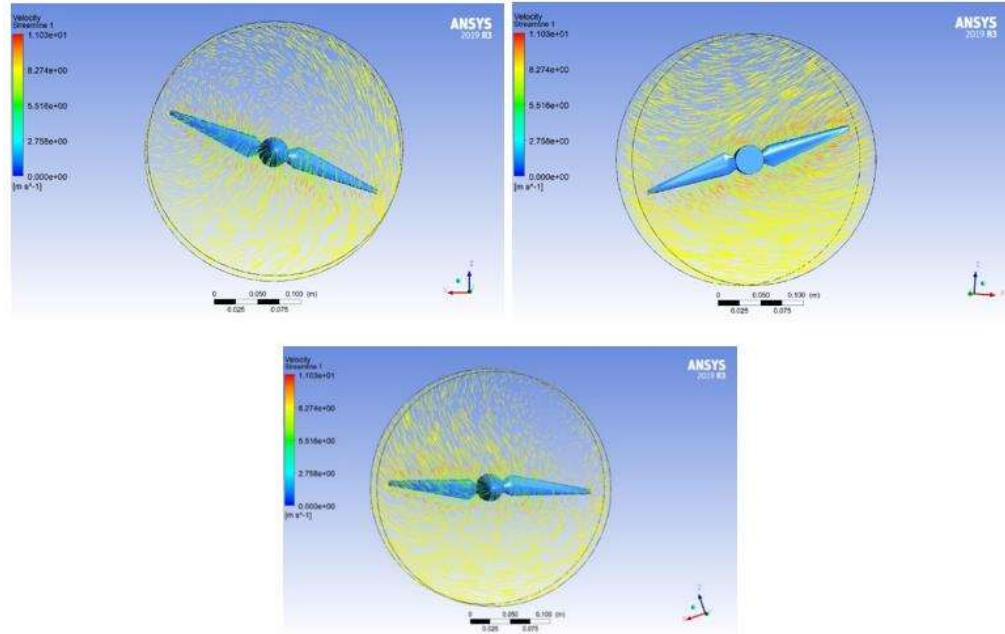 Velocity
Streamline 1
1.103e+01
8.274e+00
5.516e+00
2.758e+00
0.000e+00
[m s^-1]
ANSYS
2019 R3
0 0.050 0.100 (m)
0.025 0.075
Velocity
Streamline 1
1.103e+01
8.274e+00
5.516e+00
2.758e+00
0.000e+00
[m s^-1]
ANSYS
2019 R3
0 0.050 0.100 (m)
0.025 0.075
Velocity
Streamline 1
1.103e+01
8.274e+00
5.516e+00
2.758e+00
0.000e+00
[m s^-1]
ANSYS
2019 R3
0 0.050 0.100 (m)
0.025 0.075